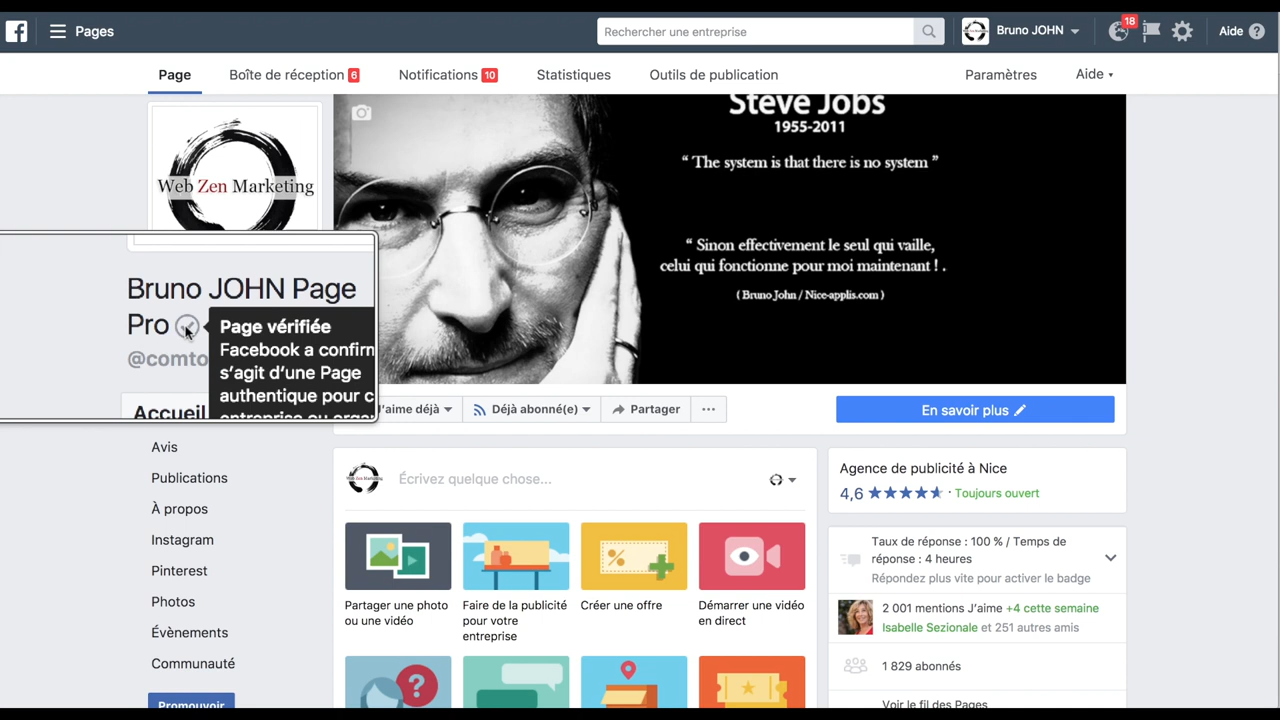 Pages
Rechercher une entreprise
Bruno JOHN
18
Aide
Page
Boîte de réception 6
Notifications 10
Statistiques
Outils de publication
Paramètres
Aide
Web Zen Marketing
Steve Jobs
1955-2011
“ The system is that there is no system ”
“ Sinon effectivement le seul qui vaille,
celui qui fonctionne pour moi maintenant ! .
( Bruno John / Nice-applis.com )
Bruno JOHN Page
Pro
@comto
Page vérifiée
Facebook a confirm
s’agit d’une Page
authentique pour c
entreprise ou orga
Accueil
Avis
Publications
À propos
Instagram
Pinterest
Photos
Évènements
Communauté
Promouvoir
J’aime déjà
Déjà abonné(e)
Partager
En savoir plus
Écrivez quelque chose...
Partager une photo
ou une vidéo
Faire de la publicité
pour votre
entreprise
Créer une offre
Démarrer une vidéo
en direct
Agence de publicité à Nice
4,6 ★★★★★ · Toujours ouvert
Taux de réponse : 100 % / Temps de
réponse : 4 heures
Répondez plus vite pour activer le badge
2 001 mentions J’aime +4 cette semaine
Isabelle Sezionale et 251 autres amis
1 829 abonnés
Voir le fil des Pages